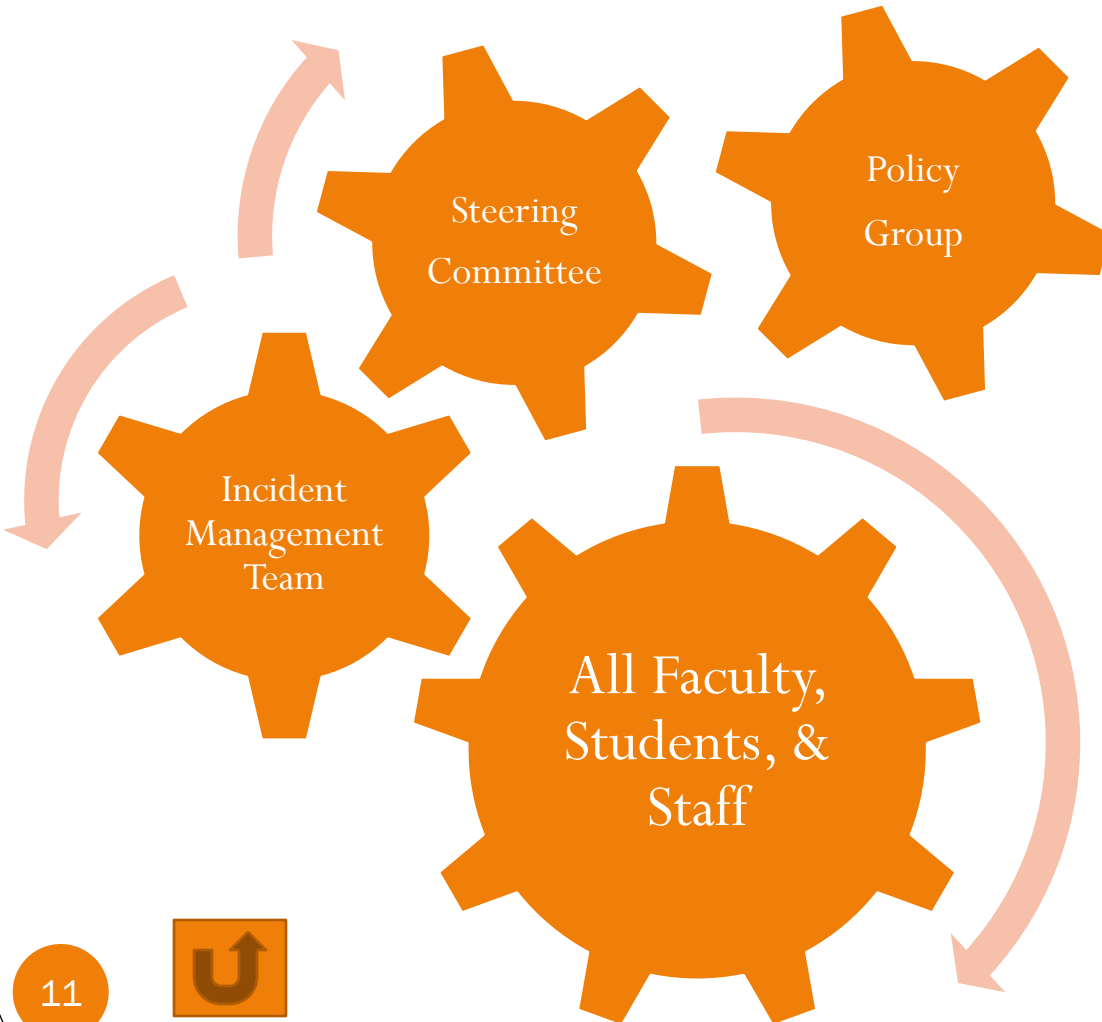 Steering
Committee
Policy
Group
Incident
Management
Team
All Faculty,
Students, &
Staff
11